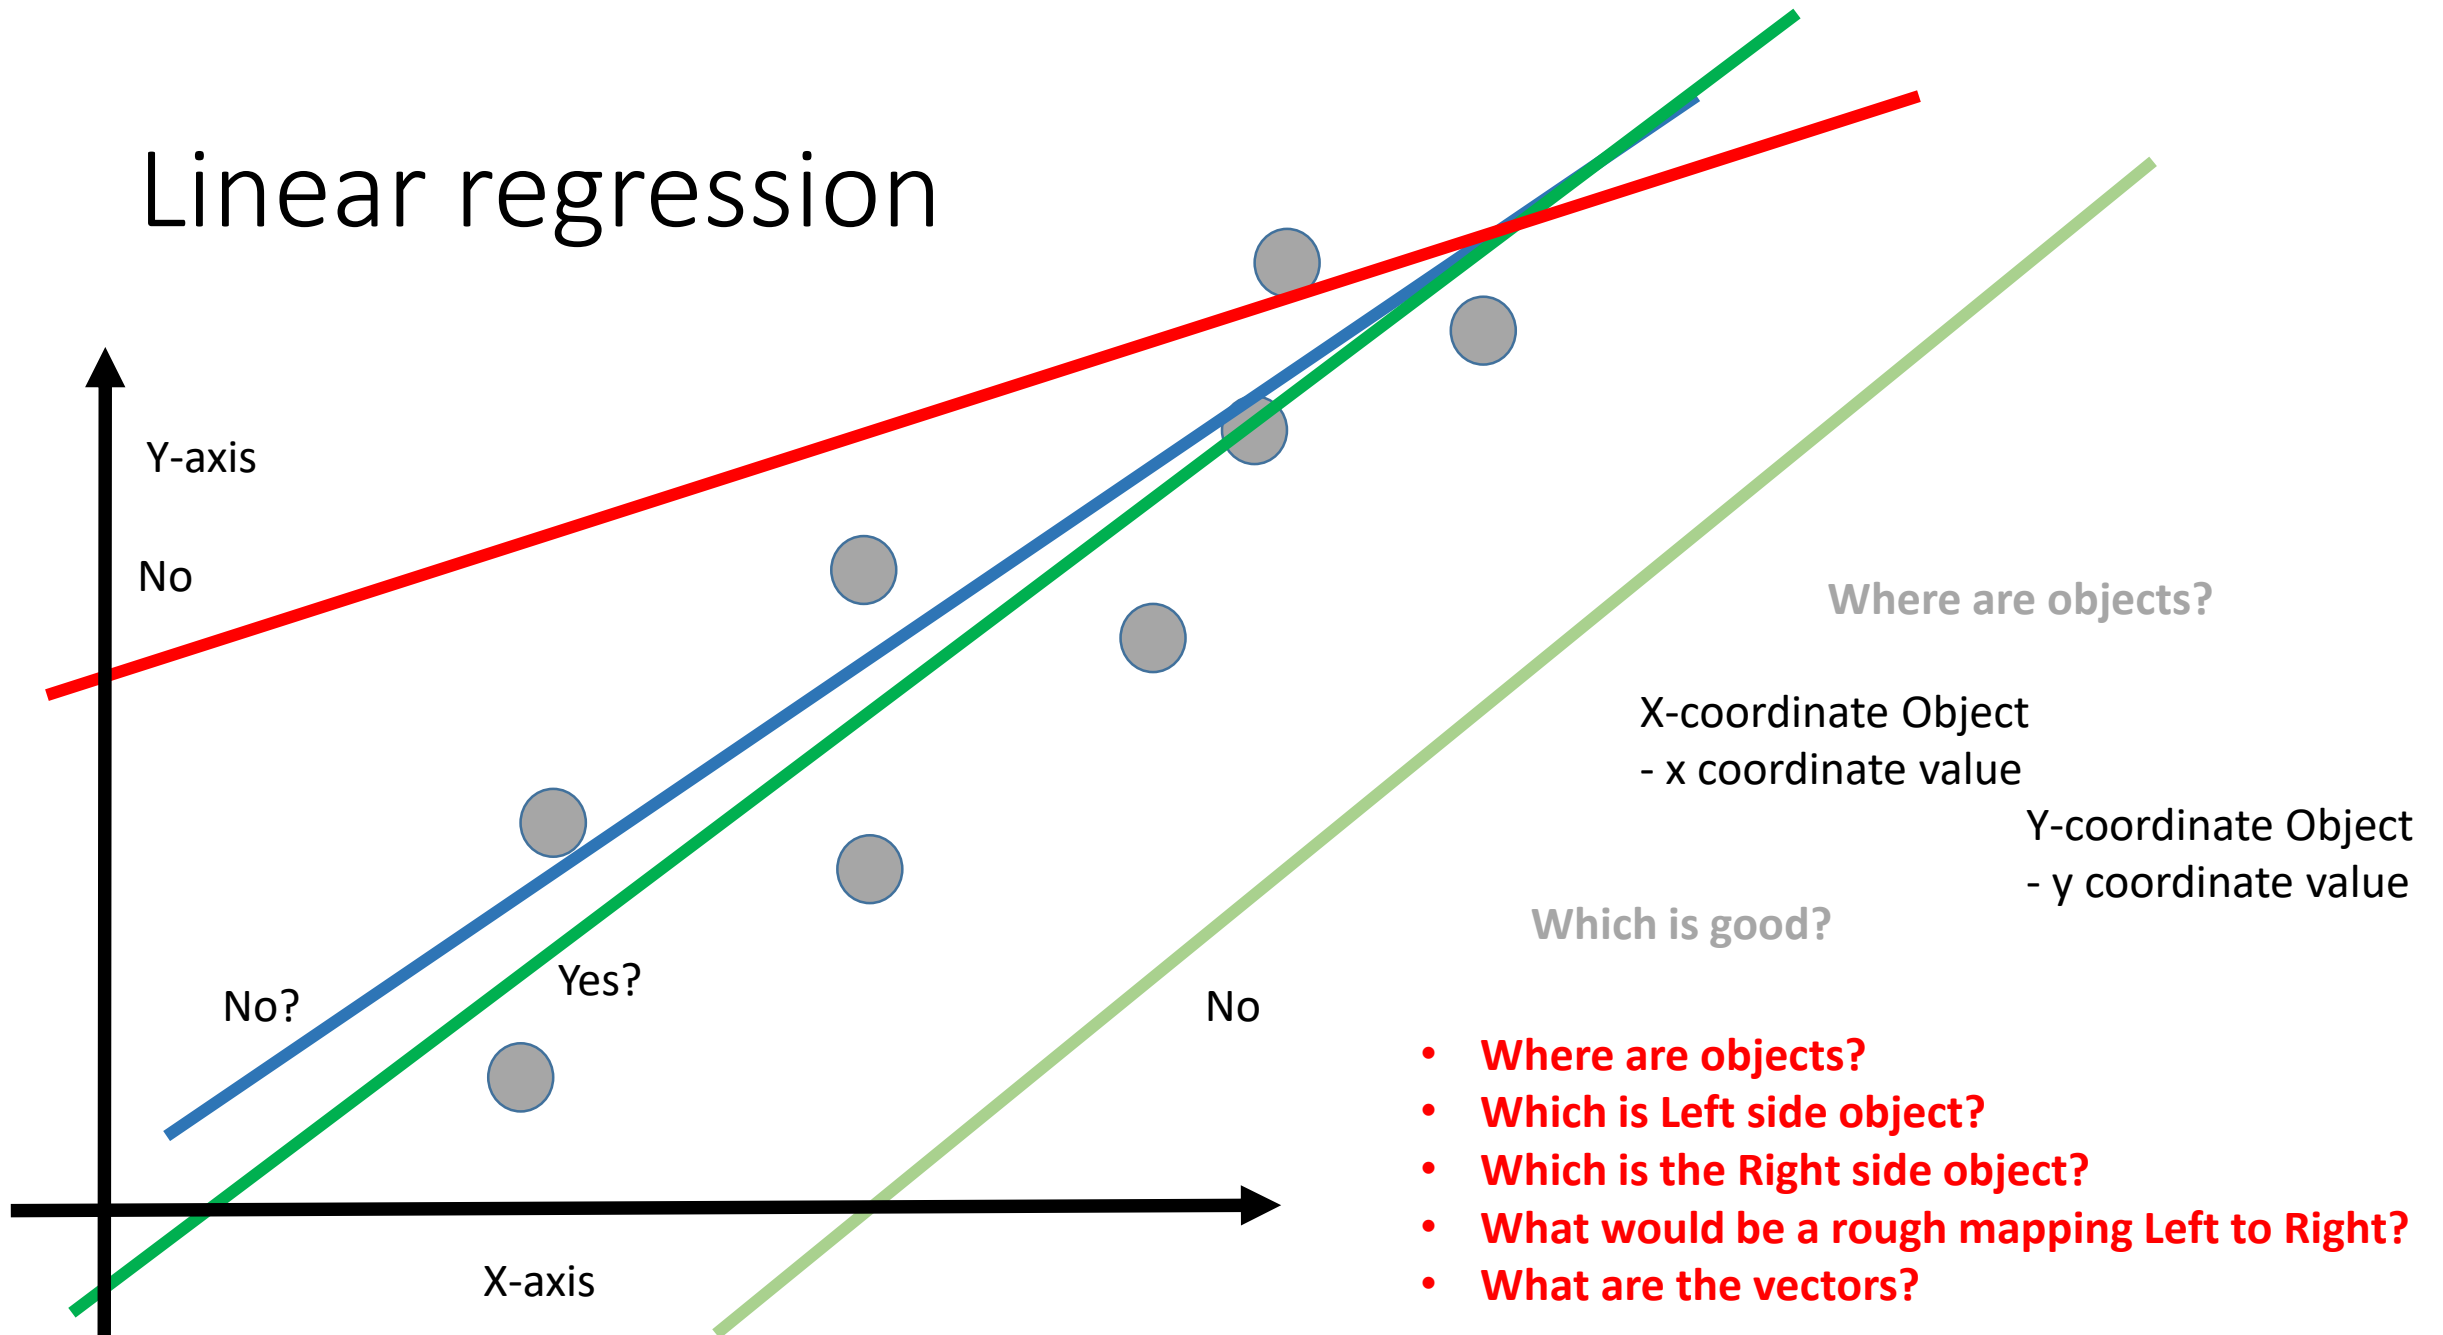 Linear regression
Y-axis
No
Where are objects?
X-coordinate Object
- x coordinate value
Y-coordinate Object
- y coordinate value
Which is good?
Yes?
No?
No
• Where are objects?
• Which is Left side object?
• Which is the Right side object?
• What would be a rough mapping Left to Right?
• What are the vectors?
X-axis